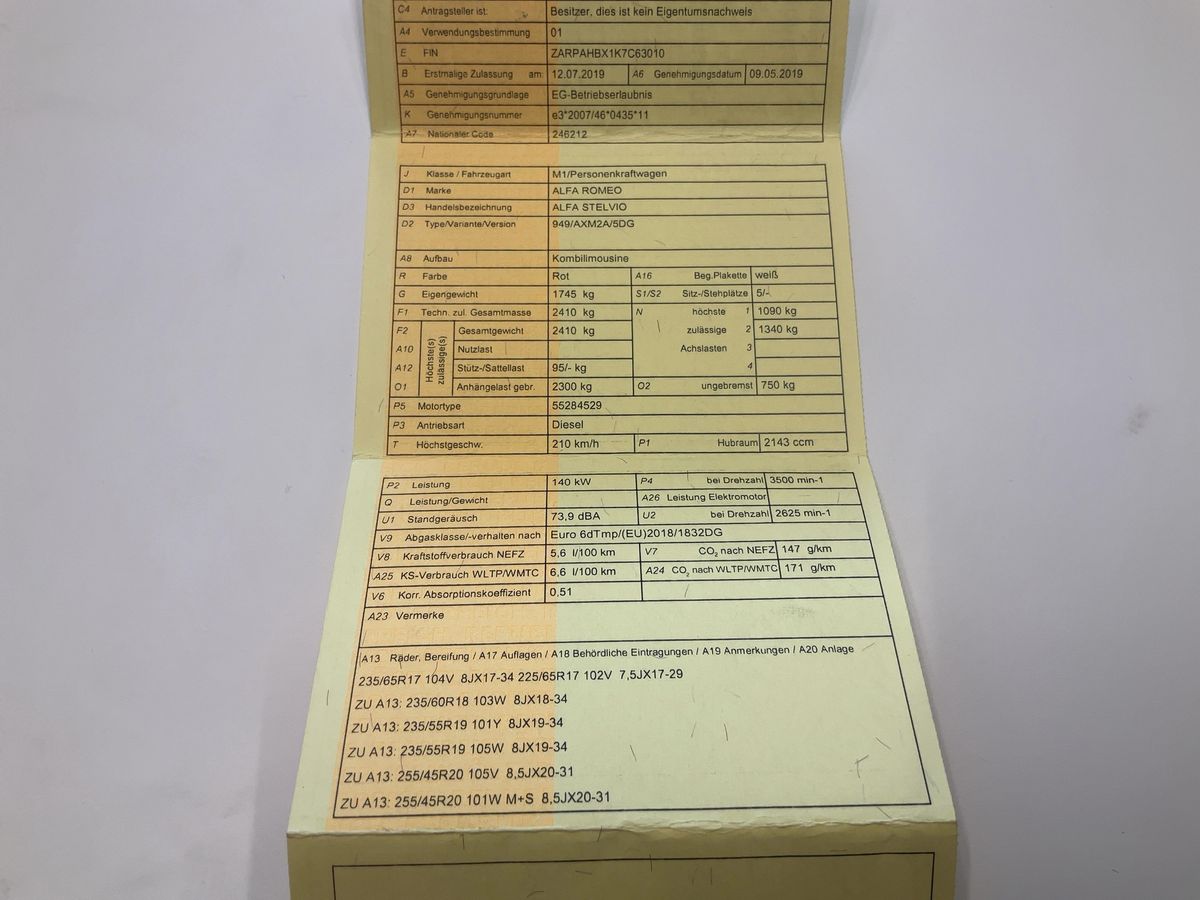 C4 Antragsteller ist: Besitzer, dies ist kein Eigentumsnachweis
A4 Verwendungsbestimmung 01
E FIN ZARPAHBX1K7C63010
B Erstmalige Zulassung am: 12.07.2019 A6 Genehmigungsdatum 09.05.2019
A5 Genehmigungsgrundlage EG-Betriebserlaubnis
K Genehmigungsnummer e3*2007/46*0435*11
A7 Nationaler Code 246212
J Klasse / Fahrzeugart M1/Personenkraftwagen
D1 Marke ALFA ROMEO
D3 Handelsbezeichnung ALFA STELVIO
D2 Type/Variante/Version 949/AXM2A/5DG
A8 Aufbau Kombilimousine
R Farbe Rot A16 Beg.Plakette weiß
G Eigengewicht 1745 kg S1/S2 Sitz-/Stehplätze 5/-
F1 Techn. zul. Gesamtmasse 2410 kg N höchste 1 1090 kg
F2 Höchste(s) zulässige(s) Gesamtgewicht 2410 kg zulässige 2 1340 kg
A10 Nutzlast Achslasten 3
A12 Stütz-/Sattellast 95/- kg 4
O1 Anhängelast gebr. 2300 kg O2 ungebremst 750 kg
P5 Motortype 55284529
P3 Antriebsart Diesel
T Höchstgeschw. 210 km/h P1 Hubraum 2143 ccm
P2 Leistung 140 kW P4 bei Drehzahl 3500 min-1
Q Leistung/Gewicht A26 Leistung Elektromotor
U1 Standgeräusch 73,9 dBA U2 bei Drehzahl 2625 min-1
V9 Abgasklasse/-verhalten nach Euro 6dTmp/(EU)2018/1832DG
V8 Kraftstoffverbrauch NEFZ 5,6 l/100 km V7 CO₂ nach NEFZ 147 g/km
A25 KS-Verbrauch WLTP/WMTC 6,6 l/100 km A24 CO₂ nach WLTP/WMTC 171 g/km
V6 Korr. Absorptionskoeffizient 0,51
A23 Vermerke
A13 Räder, Bereifung / A17 Auflagen / A18 Behördliche Eintragungen / A19 Anmerkungen / A20 Anlage
235/65R17 104V 8JX17-34 225/65R17 102V 7,5JX17-29
ZU A13: 235/60R18 103W 8JX18-34
ZU A13: 235/55R19 101Y 8JX19-34
ZU A13: 235/55R19 105W 8JX19-34
ZU A13: 255/45R20 105V 8,5JX20-31
ZU A13: 255/45R20 101W M+S 8,5JX20-31